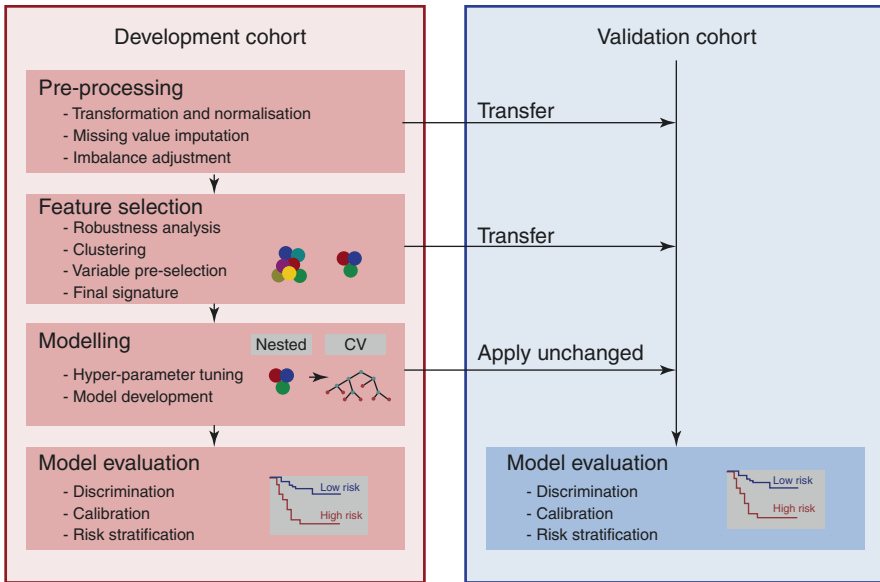 Development cohort
Pre-processing
- Transformation and normalisation
- Missing value imputation
- Imbalance adjustment
Feature selection
- Robustness analysis
- Clustering
- Variable pre-selection
- Final signature
Modelling
Nested
CV
- Hyper-parameter tuning
- Model development
Model evaluation
- Discrimination
- Calibration
- Risk stratification
Low risk
High risk
Transfer
Transfer
Apply unchanged
Validation cohort
Model evaluation
- Discrimination
- Calibration
- Risk stratification
Low risk
High risk